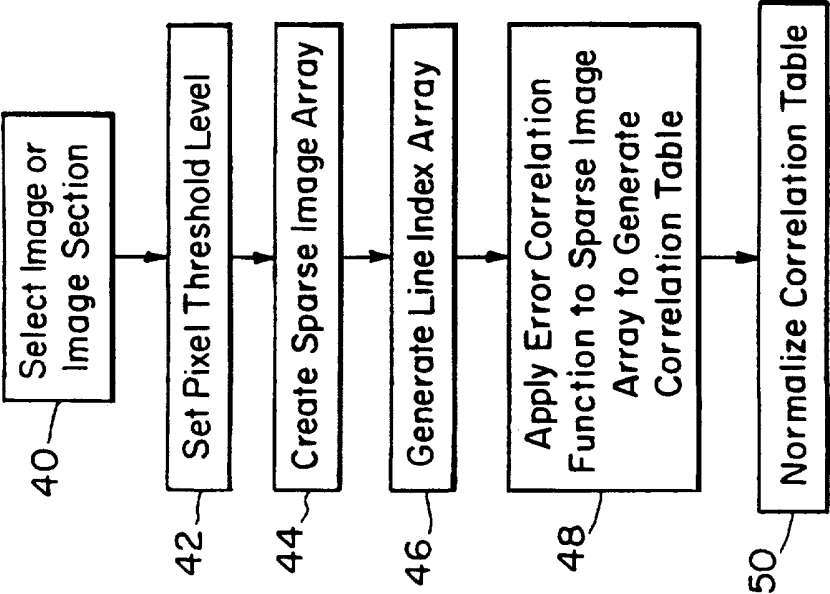 Select Image or
Image Section
40
Set Pixel Threshold Level
42
Create Sparse Image Array
44
Generate Line Index Array
46
Apply Error Correlation
Function to Sparse Image
Array to Generate
Correlation Table
48
Normalize Correlation Table
50